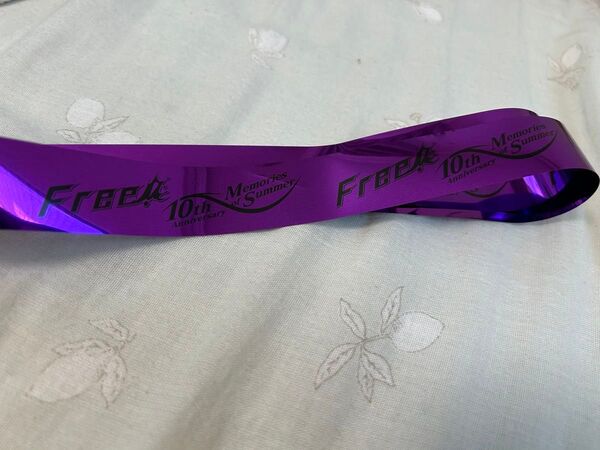 Free!
10th
Anniversary
Memories
of Summer
Free!
10th
Anniversary
Memories
of Summer